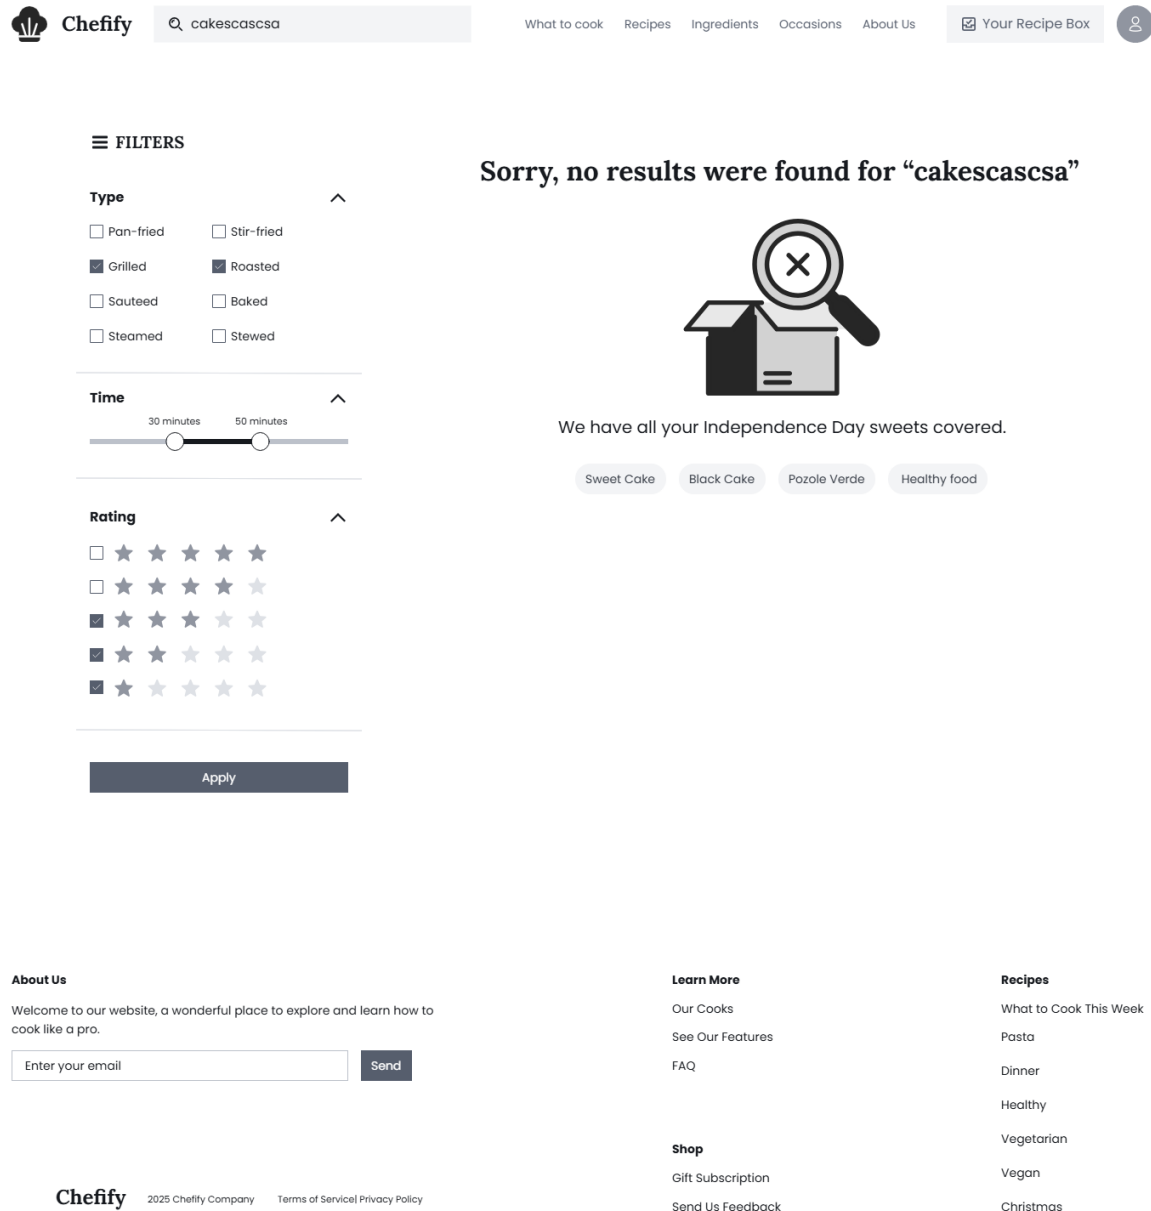 Chefify
cakescascsa
What to cook
Recipes
Ingredients
Occasions
About Us
Your Recipe Box
FILTERS
Type
Pan-fried
Stir-fried
Grilled
Roasted
Sauteed
Baked
Steamed
Stewed
Time
30 minutes
50 minutes
Rating
Apply
Sorry, no results were found for “cakescascsa”
We have all your Independence Day sweets covered.
Sweet Cake
Black Cake
Pozole Verde
Healthy food
About Us
Welcome to our website, a wonderful place to explore and learn how to
cook like a pro.
Enter your email
Send
Chefify
2025 Chefify Company
Terms of Service| Privacy Policy
Learn More
Our Cooks
See Our Features
FAQ
Shop
Gift Subscription
Send Us Feedback
Recipes
What to Cook This Week
Pasta
Dinner
Healthy
Vegetarian
Vegan
Christmas